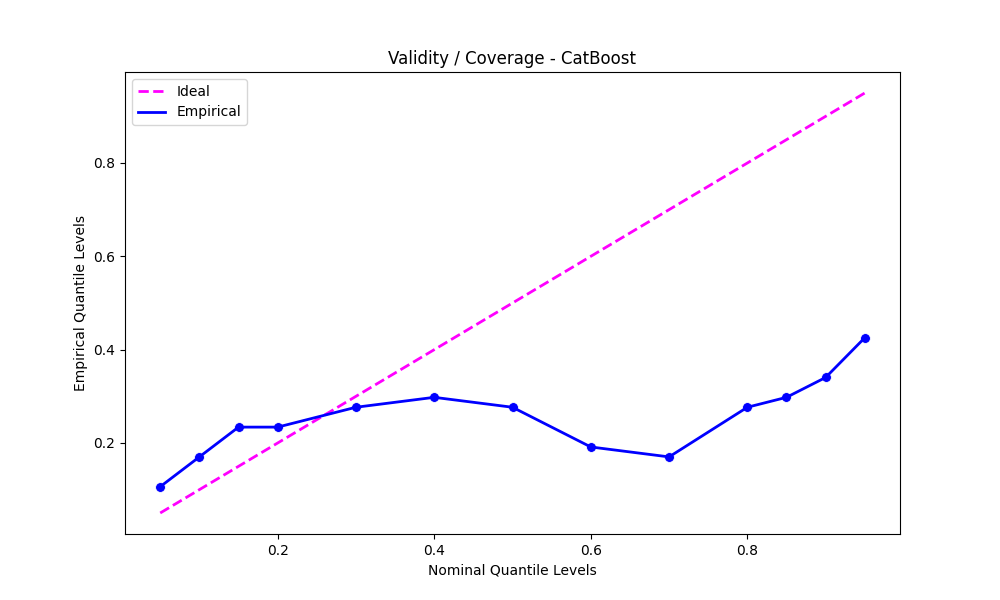 Validity / Coverage - CatBoost
Ideal
Empirical
Empirical Quantile Levels
0.8
0.6
0.4
0.2
0.2
0.4
0.6
0.8
Nominal Quantile Levels